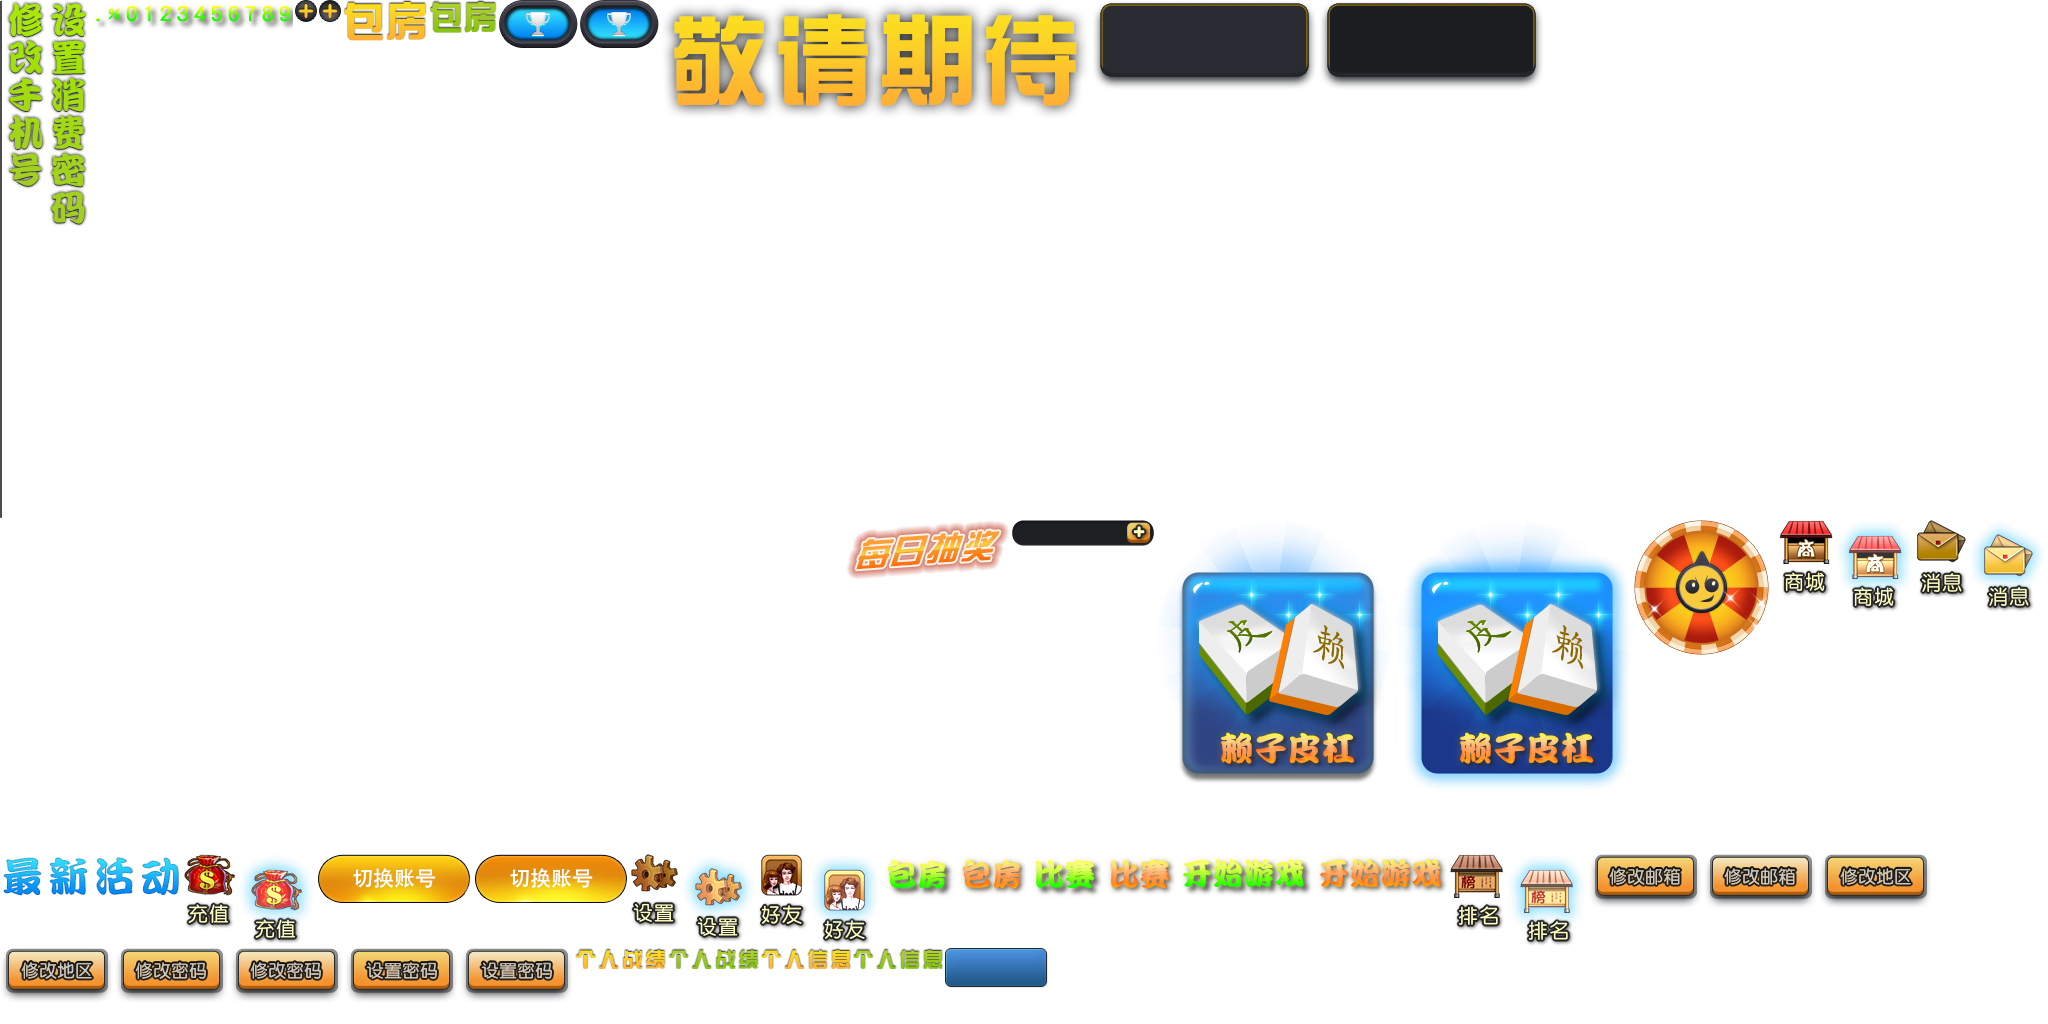 修改手机号
设置消费密码
.×0123456789
包房
包房
敬请期待
每日抽奖
皮
赖
赖子皮杠
皮
赖
赖子皮杠
商
商城
商
商城
消息
消息
最新活动
充值
充值
切换账号
切换账号
设置
设置
好友
好友
包房
包房
比赛
比赛
开始游戏
开始游戏
榜
排名
榜
排名
修改邮箱
修改邮箱
修改地区
修改地区
修改密码
修改密码
设置密码
设置密码
个人战绩
个人战绩
个人信息
个人信息